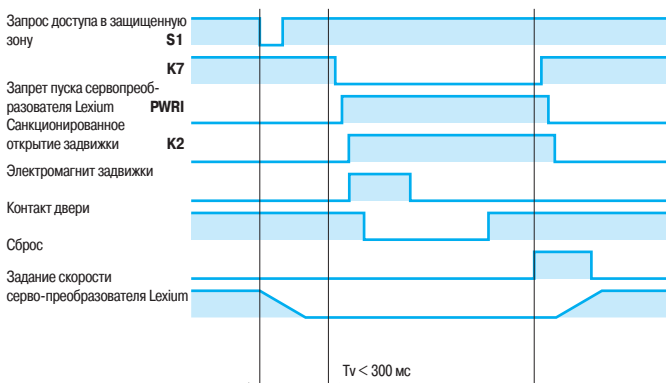 Запрос доступа в защищенную
зону S1
K7
Запрет пуска сервопреоб-
разователя Lexium PWRI
Санкционированное
открытие задвижки K2
Электромагнит задвижки
Контакт двери
Сброс
Задание скорости
серво-преобразователя Lexium
Tv < 300 мс